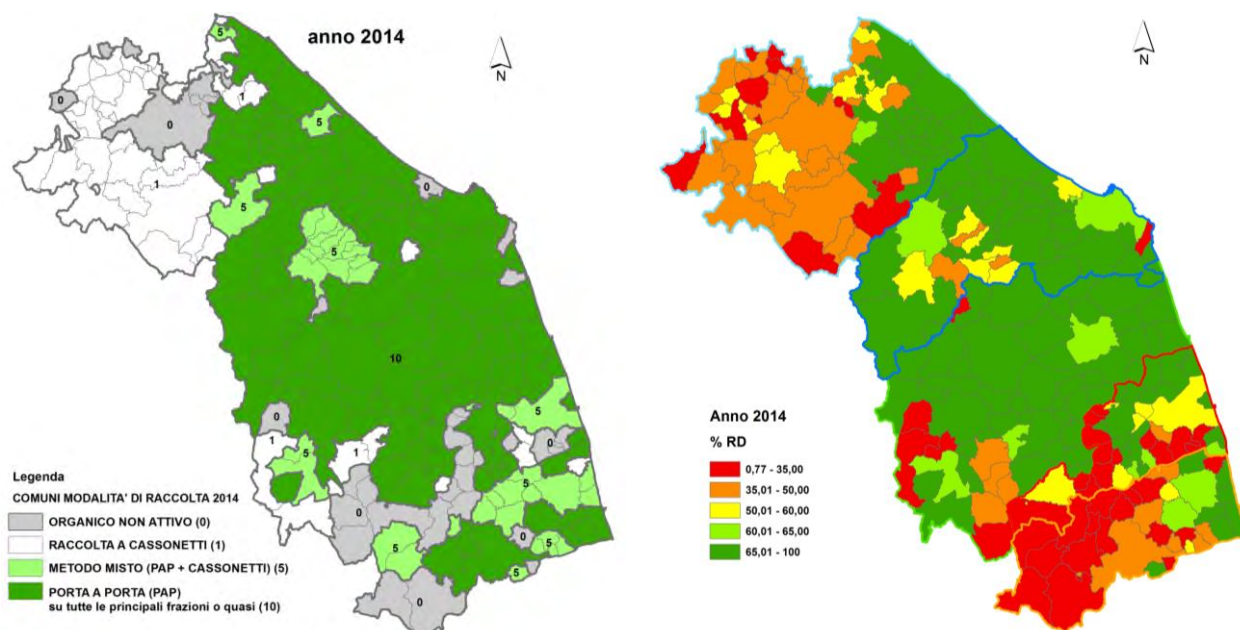 anno 2014
N
5
0
1
0
5
1
0
5
5
10
0
1
5
1
5
0
5
0
0
5
5
5
0
Legenda
COMUNI MODALITA' DI RACCOLTA 2014
ORGANICO NON ATTIVO (0)
RACCOLTA A CASSONETTI (1)
METODO MISTO (PAP + CASSONETTI) (5)
PORTA A PORTA (PAP)
su tutte le principali frazioni o quasi (10)
N
Anno 2014
% RD
0,77 - 35,00
35,01 - 50,00
50,01 - 60,00
60,01 - 65,00
65,01 - 100